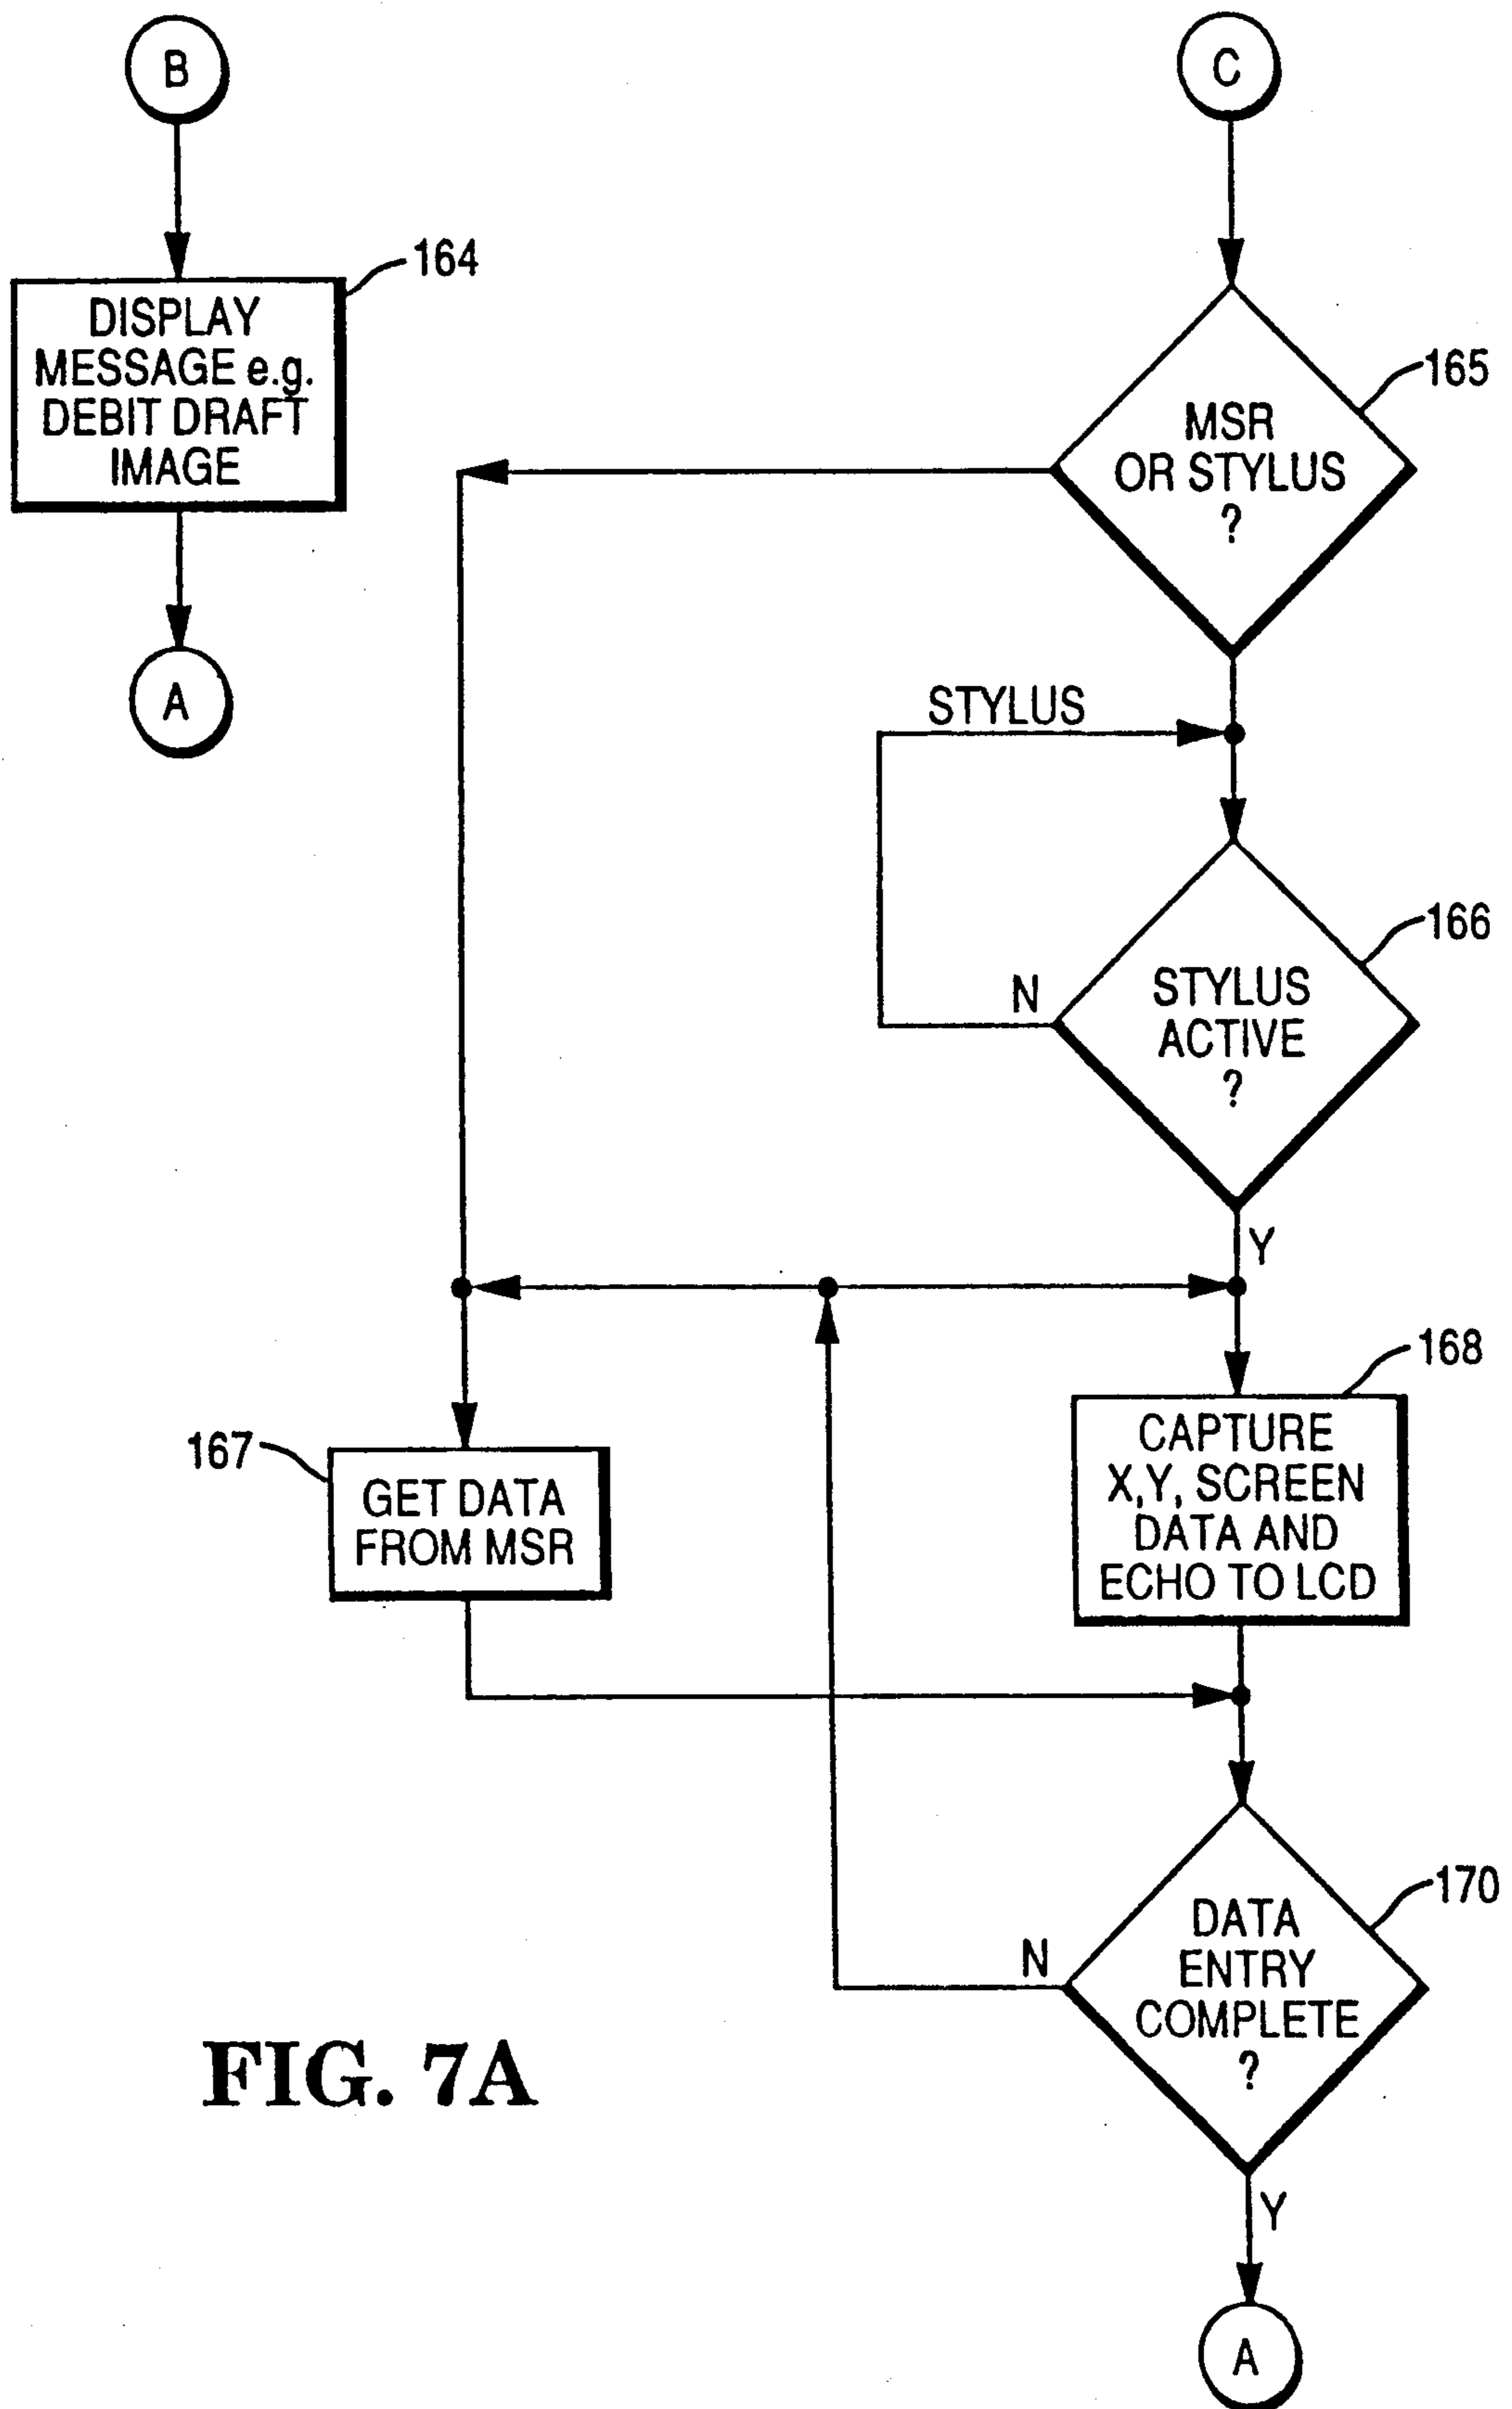 B
C
164
DISPLAY
MESSAGE e.g.
DEBIT DRAFT
IMAGE
A
165
MSR
OR STYLUS
?
STYLUS
166
STYLUS
ACTIVE
?
N
Y
167
GET DATA
FROM MSR
168
CAPTURE
X,Y, SCREEN
DATA AND
ECHO TO LCD
170
DATA
ENTRY
COMPLETE
?
N
Y
A
FIG. 7A